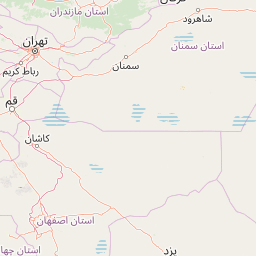 استان مازندران
شاهرود
تهران
استان سمنان
سمنان
رباط کریم
قم
کاشان
استان اصفهان
یزد